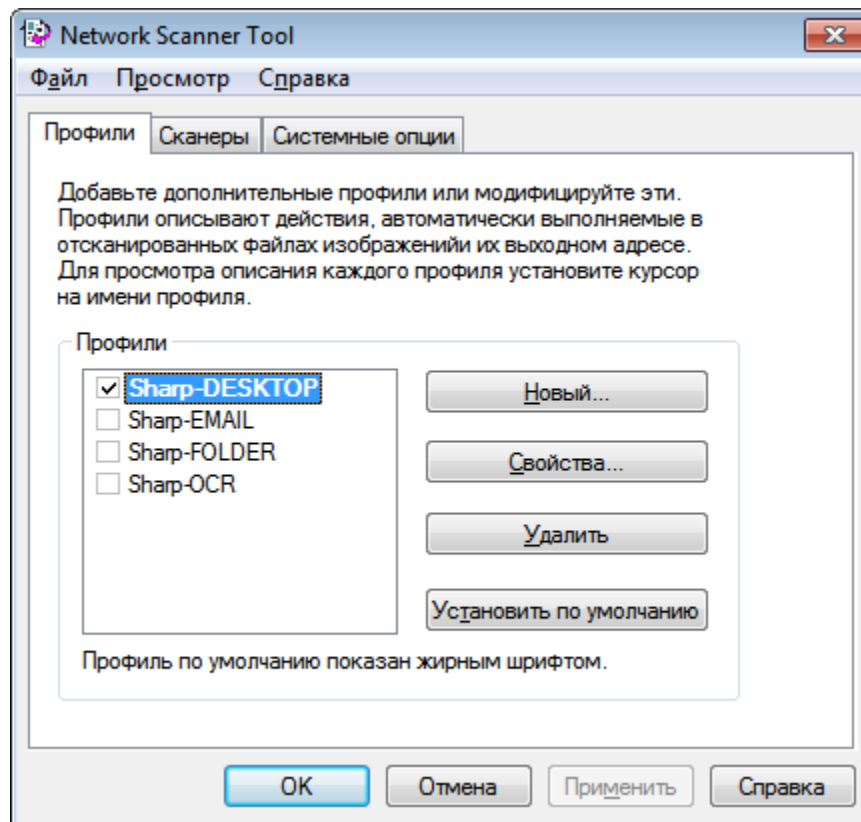 Network Scanner Tool
Файл Просмотр Справка
Профили Сканеры Системные опции
Добавьте дополнительные профили или модифицируйте эти.
Профили описывают действия, автоматически выполняемые в
отсканированных файлах изображенийи их выходном адресе.
Для просмотра описания каждого профиля установите курсор
на имени профиля.
Профили
Sharp-DESKTOP
Sharp-EMAIL
Sharp-FOLDER
Sharp-OCR
Новый...
Свойства...
Удалить
Установить по умолчанию
Профиль по умолчанию показан жирным шрифтом.
OK Отмена Применить Справка